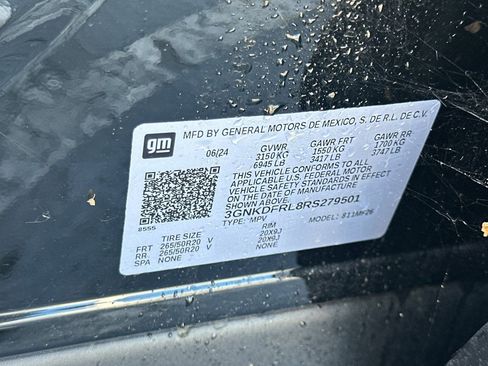 gm
MFD BY GENERAL MOTORS DE MEXICO, S. DE R.L. DE C.V.
06/24 GVWR GAWR FRT GAWR RR
3150 KG 1550 KG 1700 KG
6945 LB 3417 LB 3747 LB
THIS VEHICLE CONFORMS TO ALL
APPLICABLE U.S. FEDERAL MOTOR
VEHICLE SAFETY STANDARDS IN EFFECT
ON THE DATE OF MANUFACTURE
SHOWN ABOVE.
3GNKDFRL8RS279501
8555 TYPE: MPV MODEL: 811MF26
TIRE SIZE RIM
FRT 265/50R20 V 20X9J
RR 265/50R20 V 20X9J
SPA NONE NONE